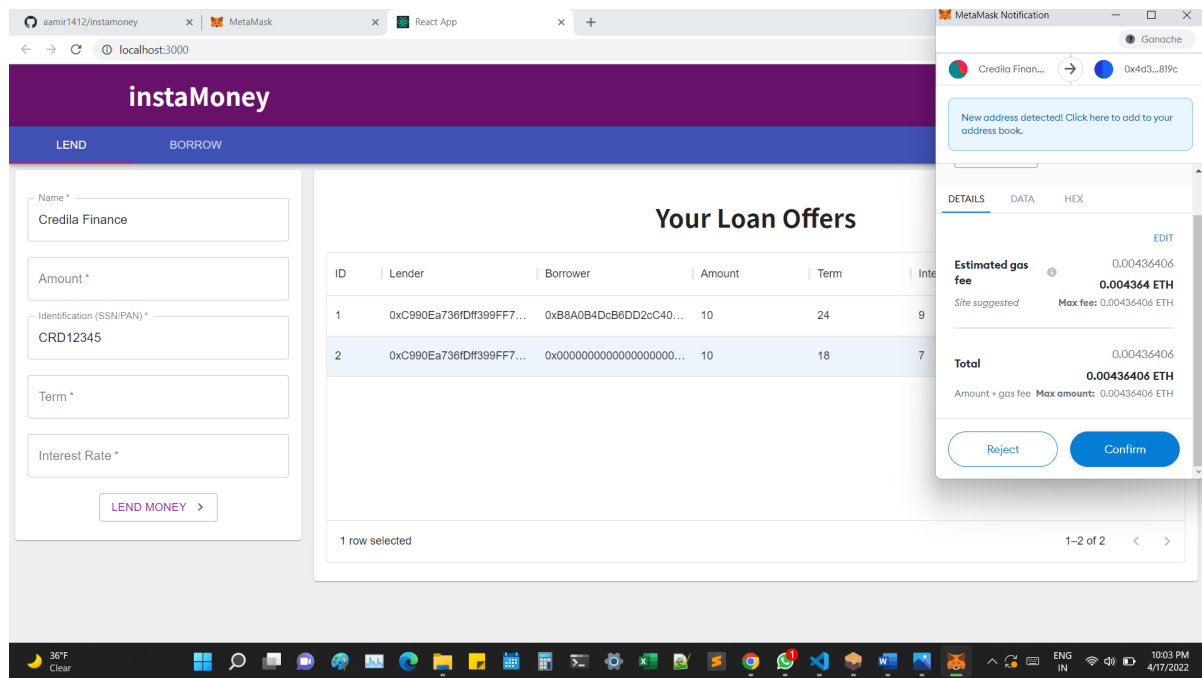 aamir1412/instamoney
MetaMask
React App
localhost:3000
instaMoney
LEND
BORROW
Name *
Credila Finance
Amount *
Identification (SSN/PAN) *
CRD12345
Term *
Interest Rate *
LEND MONEY
Your Loan Offers
ID Lender Borrower Amount Term Inte
1 0xC990Ea736fDff399FF7... 0xB8A0B4DcB6DD2cC40... 10 24 9
2 0xC990Ea736fDff399FF7... 0x0000000000000000000... 10 18 7
1 row selected
1–2 of 2
MetaMask Notification
Ganache
Credila Finan...
0x4d3...819c
New address detected! Click here to add to your
address book.
DETAILS DATA HEX
EDIT
Estimated gas
fee
0.00436406
0.004364 ETH
Site suggested
Max fee: 0.00436406 ETH
Total
0.00436406
0.00436406 ETH
Amount + gas fee Max amount: 0.00436406 ETH
Reject
Confirm
36°F
Clear
1
ENG
IN
10:03 PM
4/17/2022